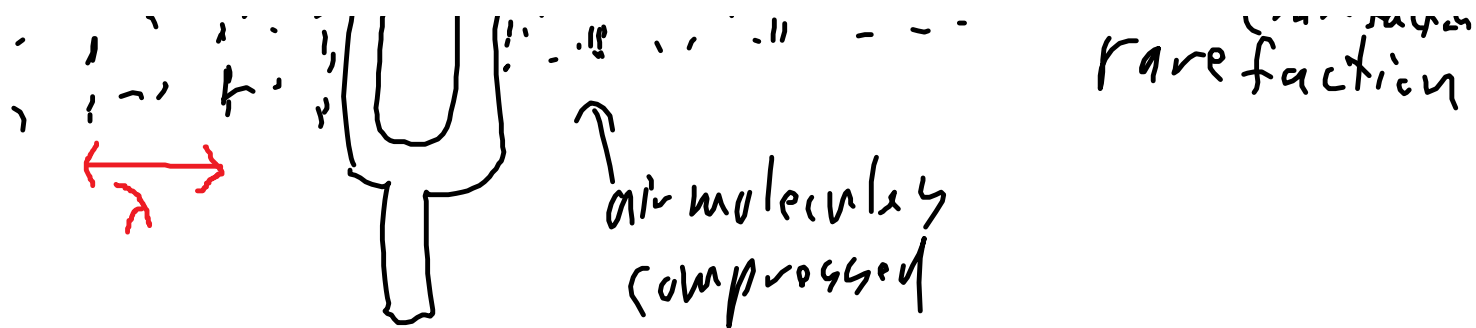 rarefaction
λ
air molecules
compressed